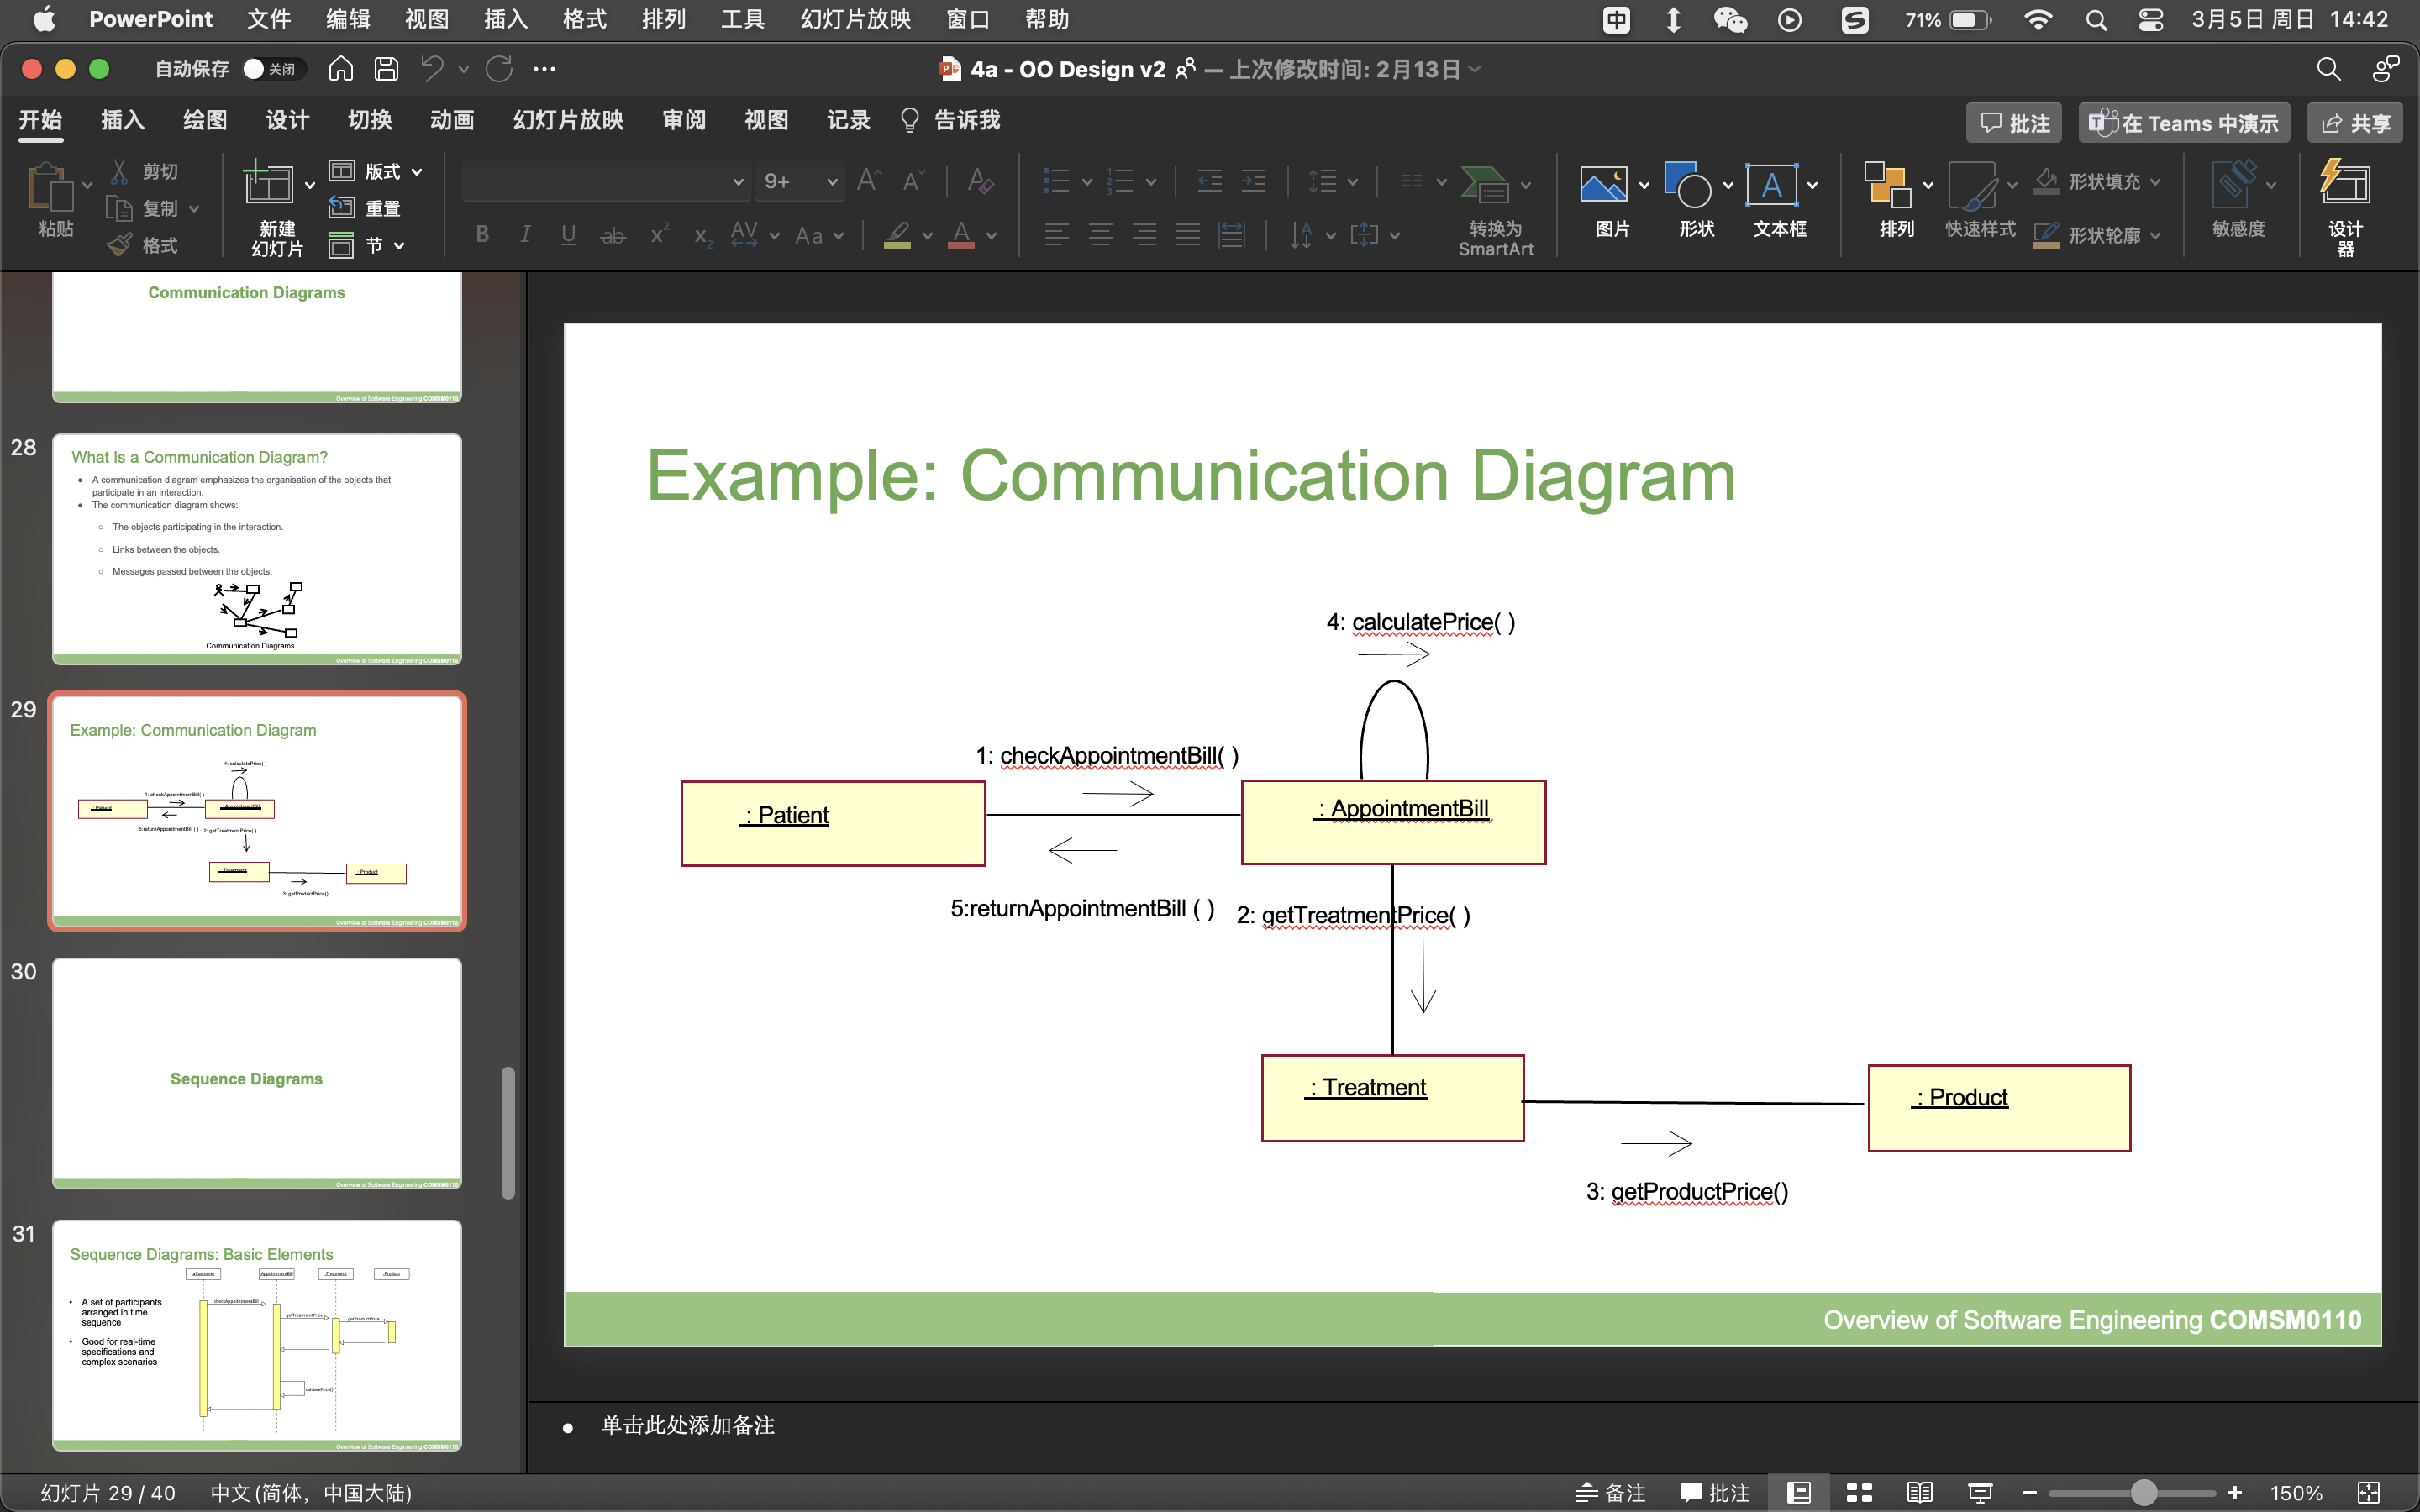 PowerPoint 文件 编辑 视图 插入 格式 排列 工具 幻灯片放映 窗口 帮助 中 71% 3月5日 周日 14:42
自动保存 关闭 4a - OO Design v2 — 上次修改时间: 2月13日
开始 插入 绘图 设计 切换 动画 幻灯片放映 审阅 视图 记录 告诉我 批注 在 Teams 中演示 共享
粘贴
剪切
复制
格式
新建
幻灯片
版式
重置
节
9+
转换为
SmartArt
图片
形状
文本框
排列
快速样式
形状填充
形状轮廓
敏感度
设计
器
Communication Diagrams
Overview of Software Engineering COMSM0110
28
What Is a Communication Diagram?
A communication diagram emphasizes the organisation of the objects that
participate in an interaction.
The communication diagram shows:
The objects participating in the interaction.
Links between the objects.
Messages passed between the objects.
Communication Diagrams
Overview of Software Engineering COMSM0110
29
Example: Communication Diagram
4: calculatePrice( )
1: checkAppointmentBill( )
: Patient
: AppointmentBill
5:returnAppointmentBill ( ) 2: getTreatmentPrice( )
: Treatment
: Product
3: getProductPrice()
Overview of Software Engineering COMSM0110
30
Sequence Diagrams
Overview of Software Engineering COMSM0110
31
Sequence Diagrams: Basic Elements
A set of participants
arranged in time
sequence
Good for real-time
specifications and
complex scenarios
checkAppointmentBill
getTreatmentPrice
getProductPrice
Overview of Software Engineering COMSM0110
Example: Communication Diagram
4: calculatePrice( )
1: checkAppointmentBill( )
: Patient
: AppointmentBill
5:returnAppointmentBill ( )
2: getTreatmentPrice( )
: Treatment
: Product
3: getProductPrice()
Overview of Software Engineering COMSM0110
单击此处添加备注
幻灯片 29 / 40 中文 (简体, 中国大陆) 备注 批注 150%